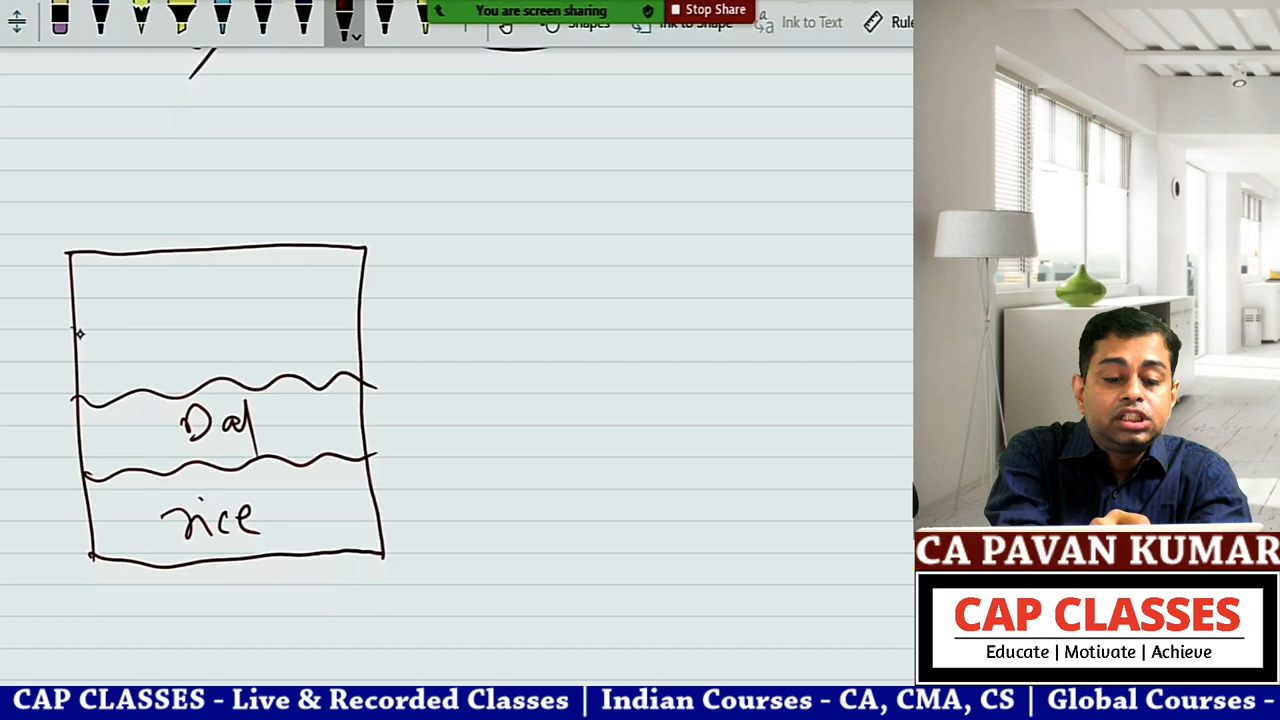 You are screen sharing
Stop Share
Shapes
Ink to Shape
Ink to Text
Dal
rice
CA PAVAN KUMAR
CAP CLASSES
Educate | Motivate | Achieve
CAP CLASSES - Live & Recorded Classes | Indian Courses - CA, CMA, CS | Global Courses -